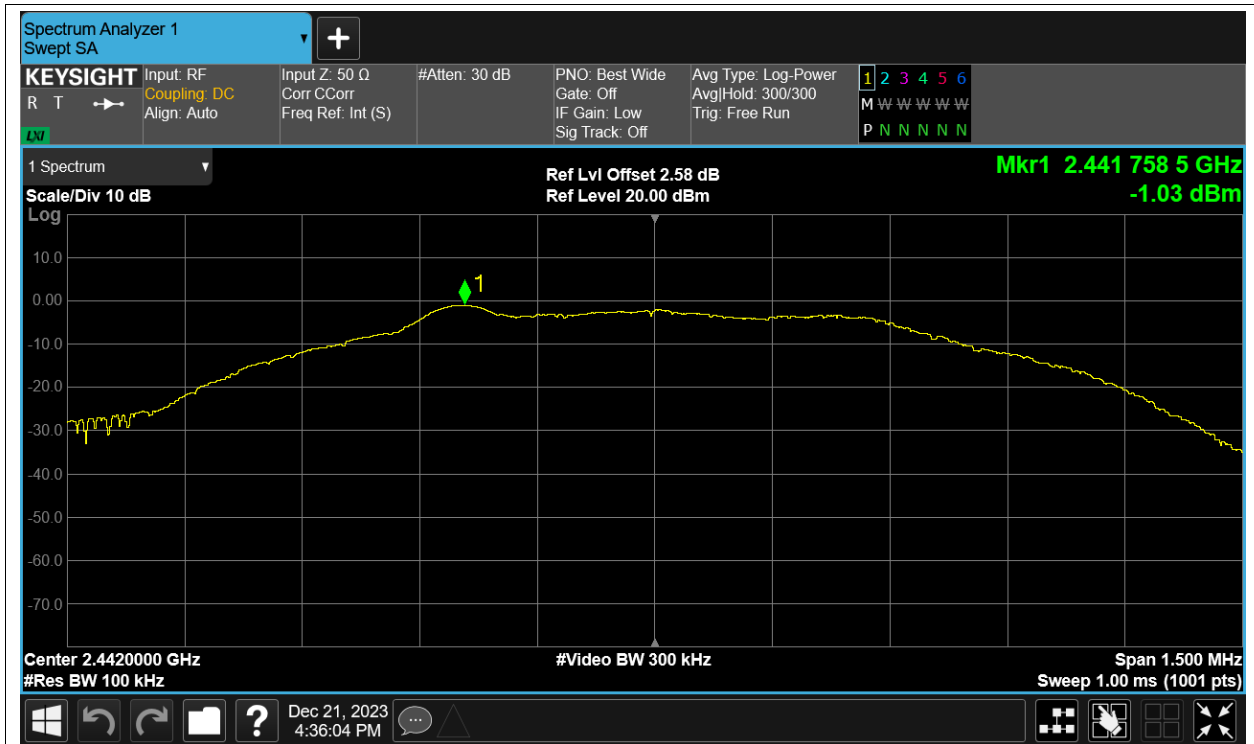 Spectrum Analyzer 1
Swept SA
KEYSIGHT
R T
LXI
Input: RF
Coupling: DC
Align: Auto
Input Z: 50 Ω
Corr CCorr
Freq Ref: Int (S)
#Atten: 30 dB
PNO: Best Wide
Gate: Off
IF Gain: Low
Sig Track: Off
Avg Type: Log-Power
Avg|Hold: 300/300
Trig: Free Run
1 2 3 4 5 6
M W W W W W
P N N N N N
1 Spectrum
Scale/Div 10 dB
Log
Ref Lvl Offset 2.58 dB
Ref Level 20.00 dBm
Mkr1 2.441 758 5 GHz
-1.03 dBm
10.0
1
0.00
-10.0
-20.0
-30.0
-40.0
-50.0
-60.0
-70.0
Center 2.4420000 GHz
#Video BW 300 kHz
Span 1.500 MHz
#Res BW 100 kHz
Sweep 1.00 ms (1001 pts)
?
Dec 21, 2023
4:36:04 PM